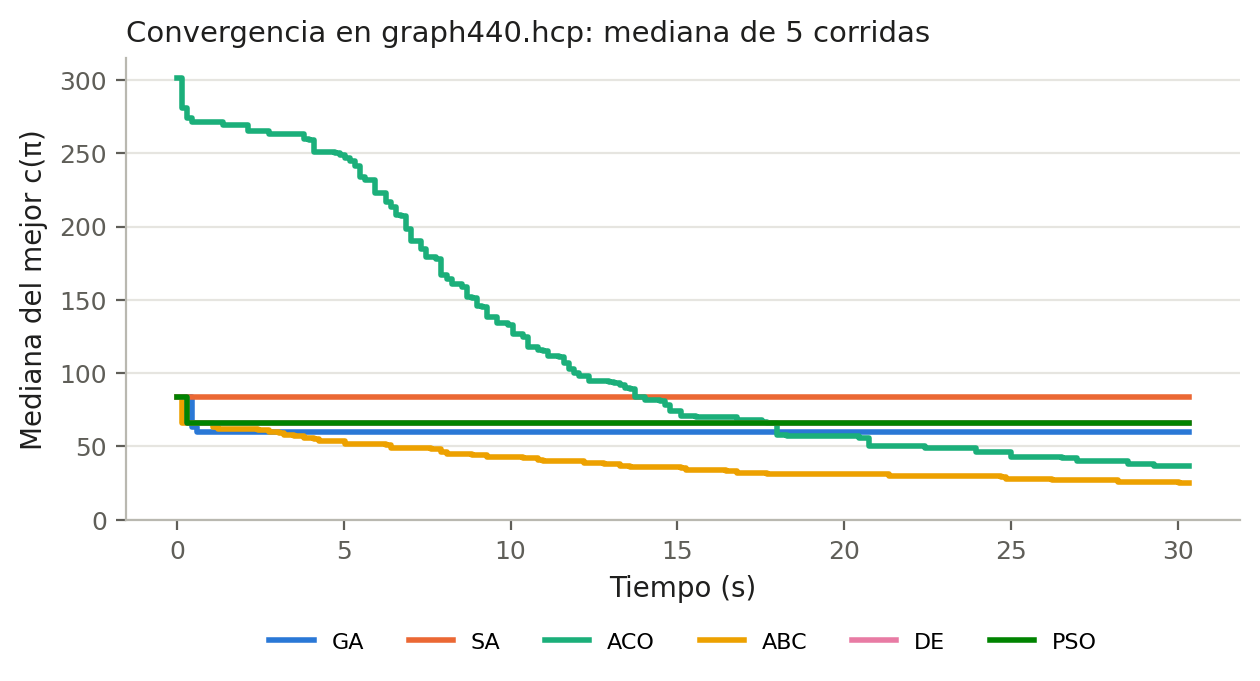 Convergencia en graph440.hcp: mediana de 5 corridas
Mediana del mejor c(π)
300
250
200
150
100
50
0
0 5 10 15 20 25 30
Tiempo (s)
GA SA ACO ABC DE PSO